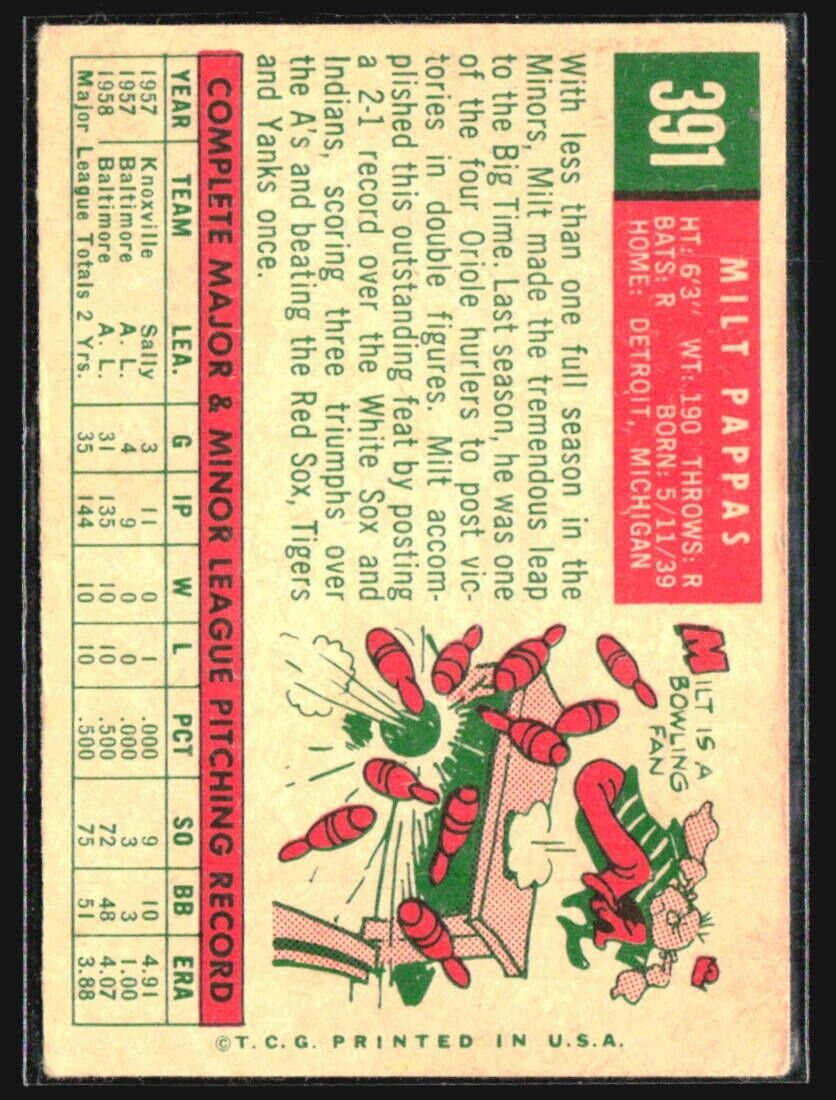 391
MILT PAPPAS
HT: 6'3" WT: 190 THROWS: R
BATS: R BORN: 5/11/39
HOME: DETROIT, MICHIGAN
With less than one full season in the
Minors, Milt made the tremendous leap
to the Big Time. Last season, he was one
of the four Oriole hurlers to post vic-
tories in double figures. Milt accom-
plished this outstanding feat by posting
a 2-1 record over the White Sox and
Indians, scoring three triumphs over
the A's and beating the Red Sox, Tigers
and Yanks once.
MILT IS A
BOWLING
FAN
COMPLETE MAJOR & MINOR LEAGUE PITCHING RECORD
YEAR TEAM LEA. G IP W L PCT SO BB ERA
1957 Knoxville Sally 3 11 0 1 .000 9 10 4.91
1957 Baltimore A. L. 4 9 0 0 .000 3 3 1.00
1958 Baltimore A. L. 31 135 10 10 .500 72 48 4.07
Major League Totals 2 Yrs. 35 144 10 10 .500 75 51 3.88
© T. C. G. PRINTED IN U.S.A.